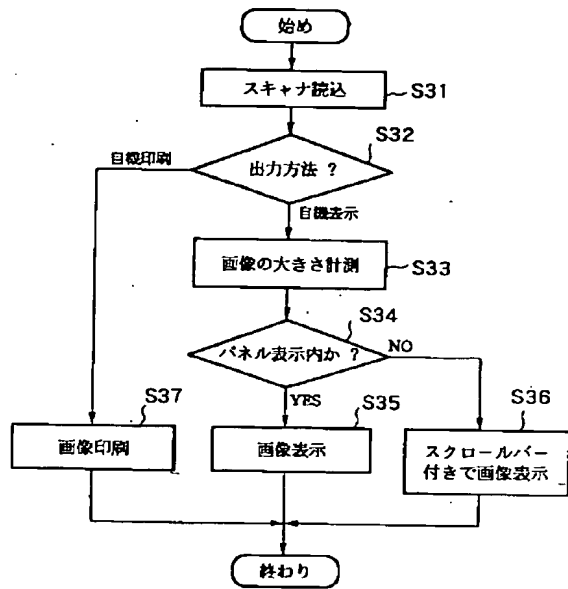 始め
スキャナ読込
S31
S32
出力方法 ?
自機印刷
自機表示
画像の大きさ計測
S33
S34
パネル表示内か ?
NO
YES
S37
画像印刷
S35
画像表示
S36
スクロールバー
付きで画像表示
終わり